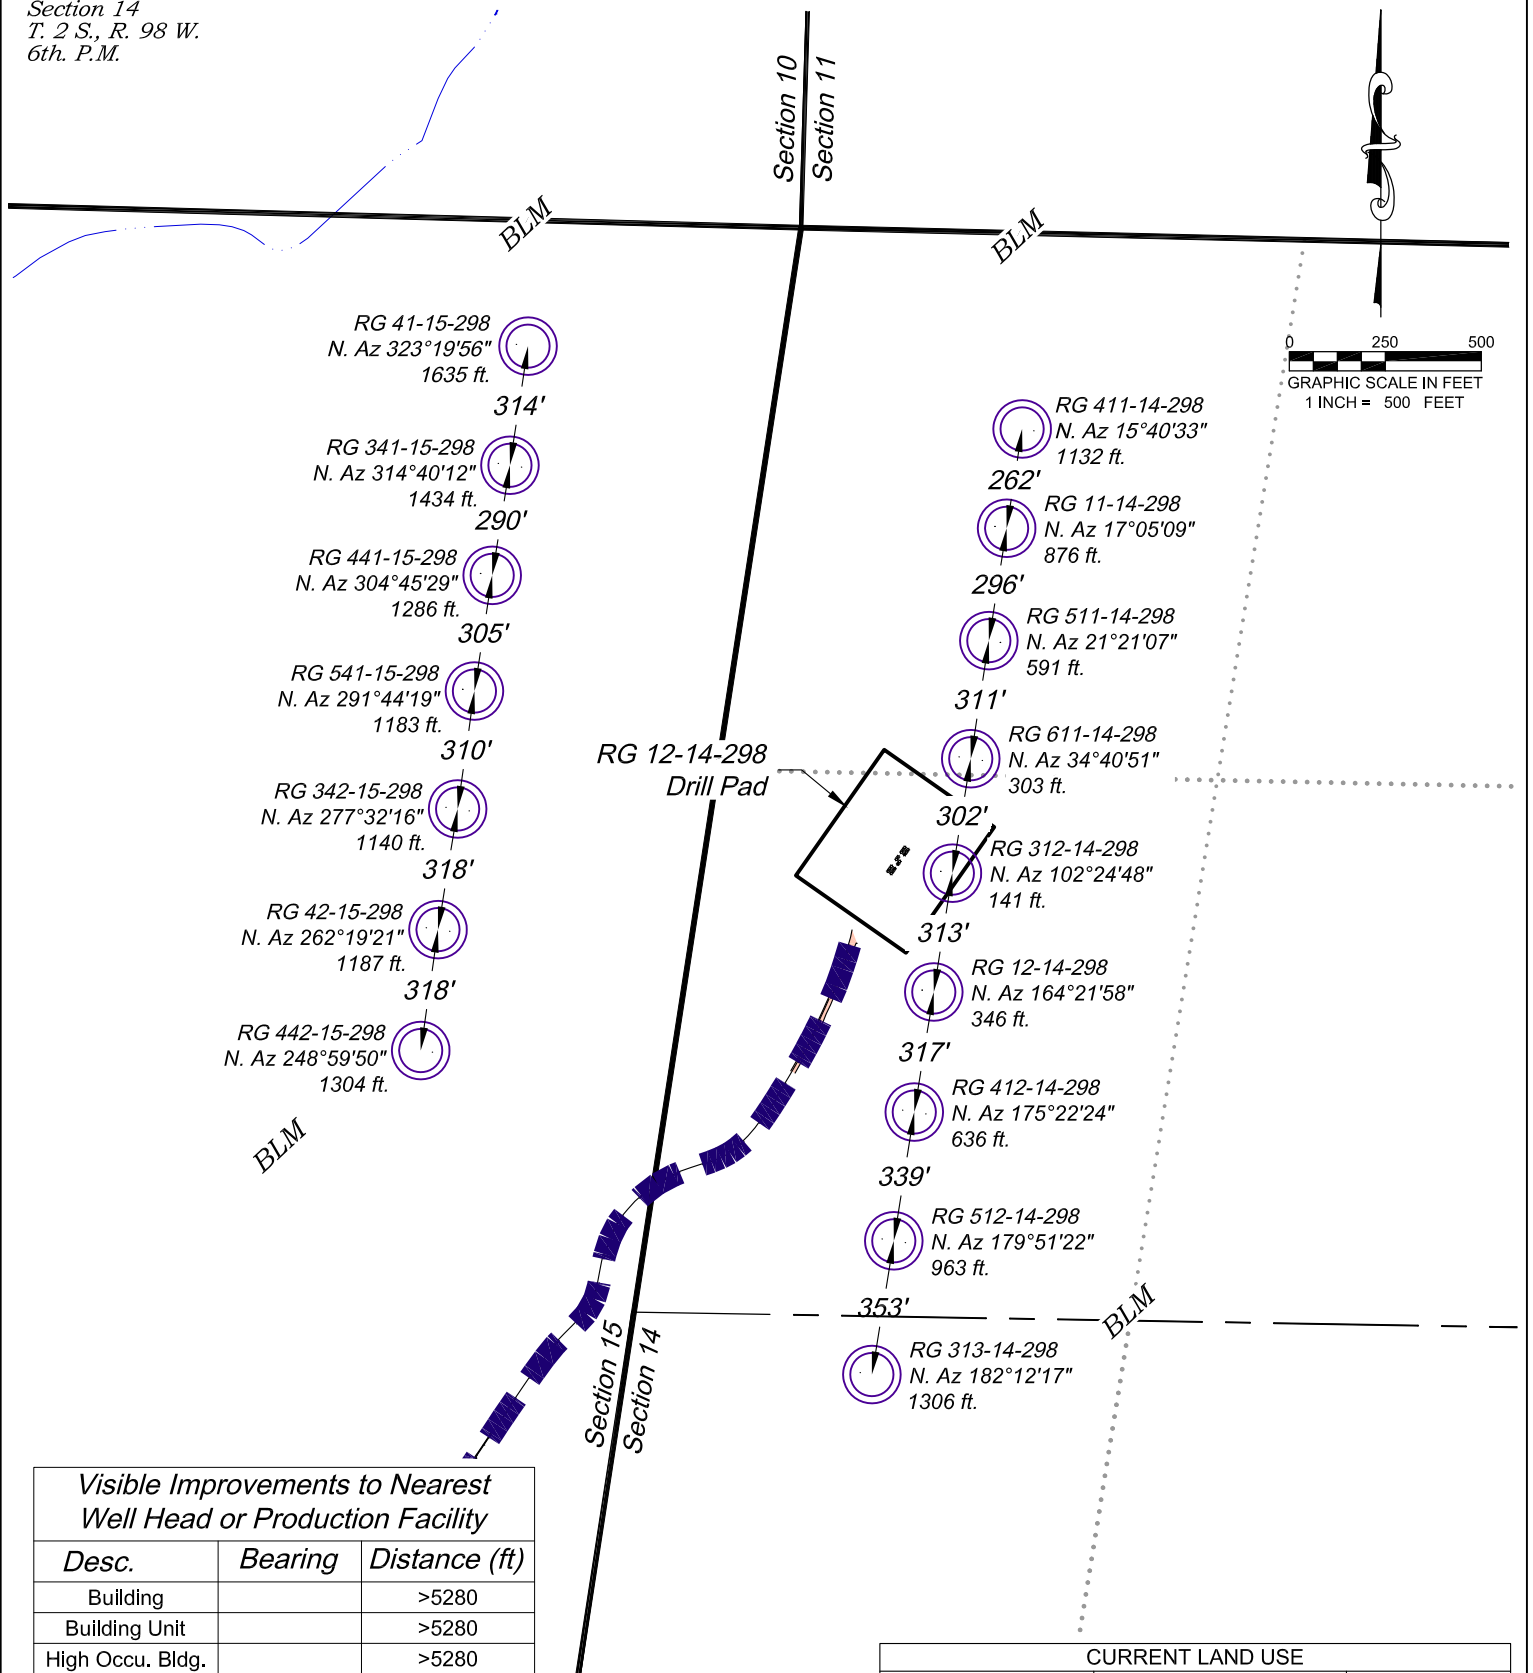 Section 14
T. 2 S., R. 98 W.
6th. P.M.
Section 10
Section 11
BLM
BLM
0 250 500
GRAPHIC SCALE IN FEET
1 INCH = 500 FEET
RG 41-15-298
N. Az 323°19'56"
1635 ft.
314'
RG 341-15-298
N. Az 314°40'12"
1434 ft.
290'
RG 441-15-298
N. Az 304°45'29"
1286 ft.
305'
RG 541-15-298
N. Az 291°44'19"
1183 ft.
310'
RG 342-15-298
N. Az 277°32'16"
1140 ft.
318'
RG 42-15-298
N. Az 262°19'21"
1187 ft.
318'
RG 442-15-298
N. Az 248°59'50"
1304 ft.
BLM
RG 12-14-298
Drill Pad
RG 411-14-298
N. Az 15°40'33"
1132 ft.
262'
RG 11-14-298
N. Az 17°05'09"
876 ft.
296'
RG 511-14-298
N. Az 21°21'07"
591 ft.
311'
RG 611-14-298
N. Az 34°40'51"
303 ft.
302'
RG 312-14-298
N. Az 102°24'48"
141 ft.
313'
RG 12-14-298
N. Az 164°21'58"
346 ft.
317'
RG 412-14-298
N. Az 175°22'24"
636 ft.
339'
RG 512-14-298
N. Az 179°51'22"
963 ft.
353'
RG 313-14-298
N. Az 182°12'17"
1306 ft.
BLM
Section 15
Section 14
Visible Improvements to Nearest
Well Head or Production Facility
Desc. Bearing Distance (ft)
Building >5280
Building Unit >5280
High Occu. Bldg. >5280
CURRENT LAND USE